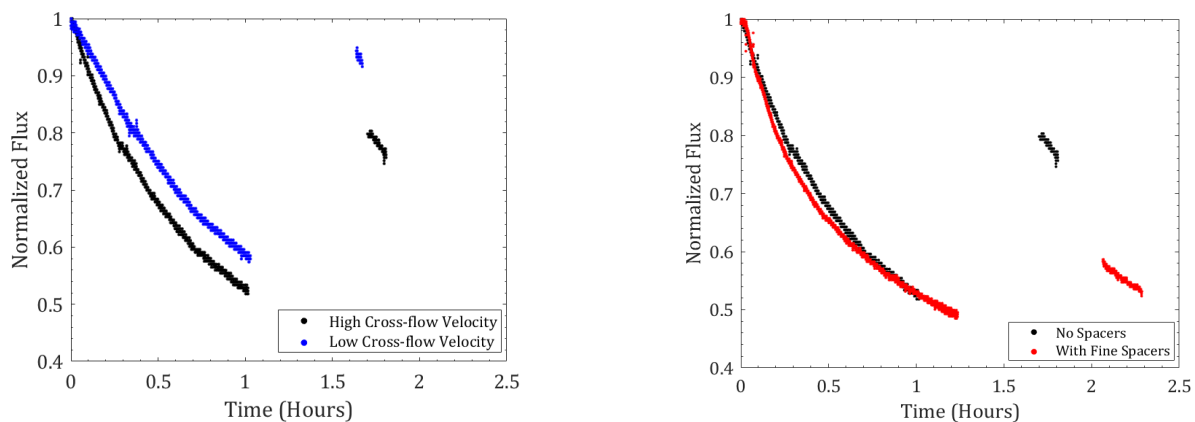 1
0.9
0.8
0.7
0.6
0.5
0.4
Normalized Flux
High Cross-flow Velocity
Low Cross-flow Velocity
0 0.5 1 1.5 2 2.5
Time (Hours)
1
0.9
0.8
0.7
0.6
0.5
0.4
Normalized Flux
No Spacers
With Fine Spacers
0 0.5 1 1.5 2 2.5
Time (Hours)